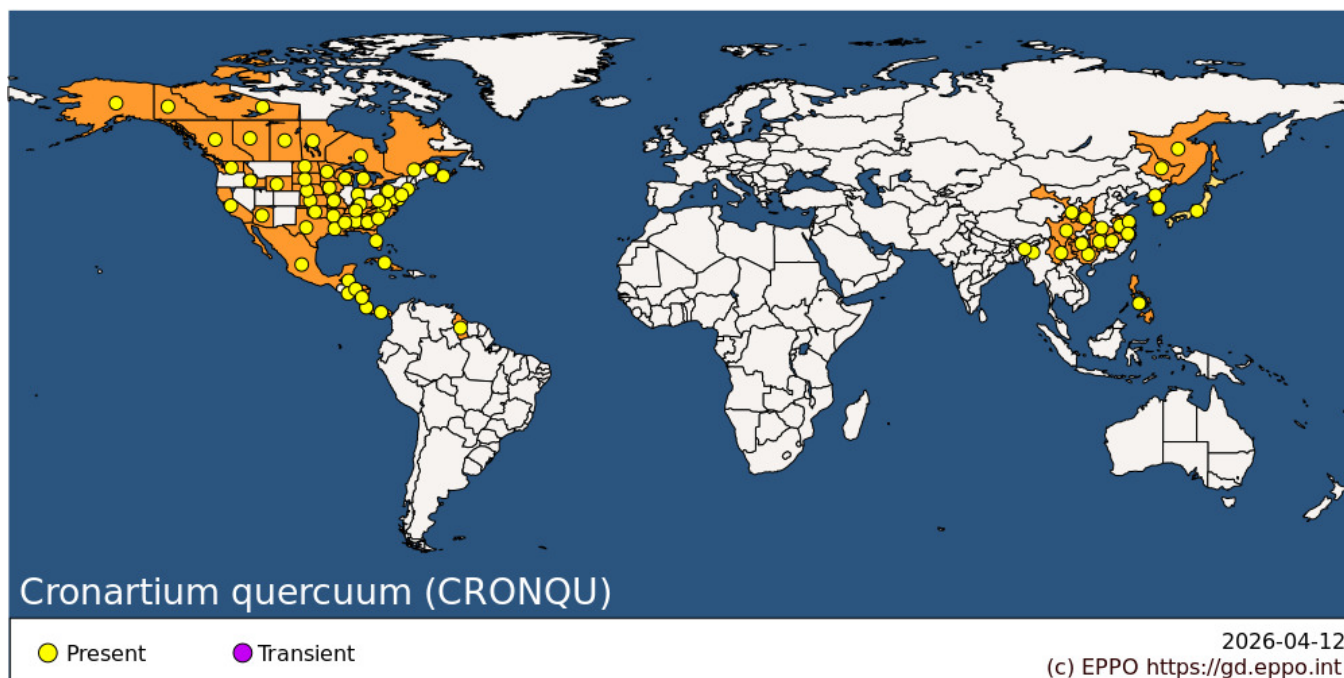 Cronartium quercuum (CRONQU)
Present
Transient
2026-04-12
(c) EPPO https://gd.eppo.int